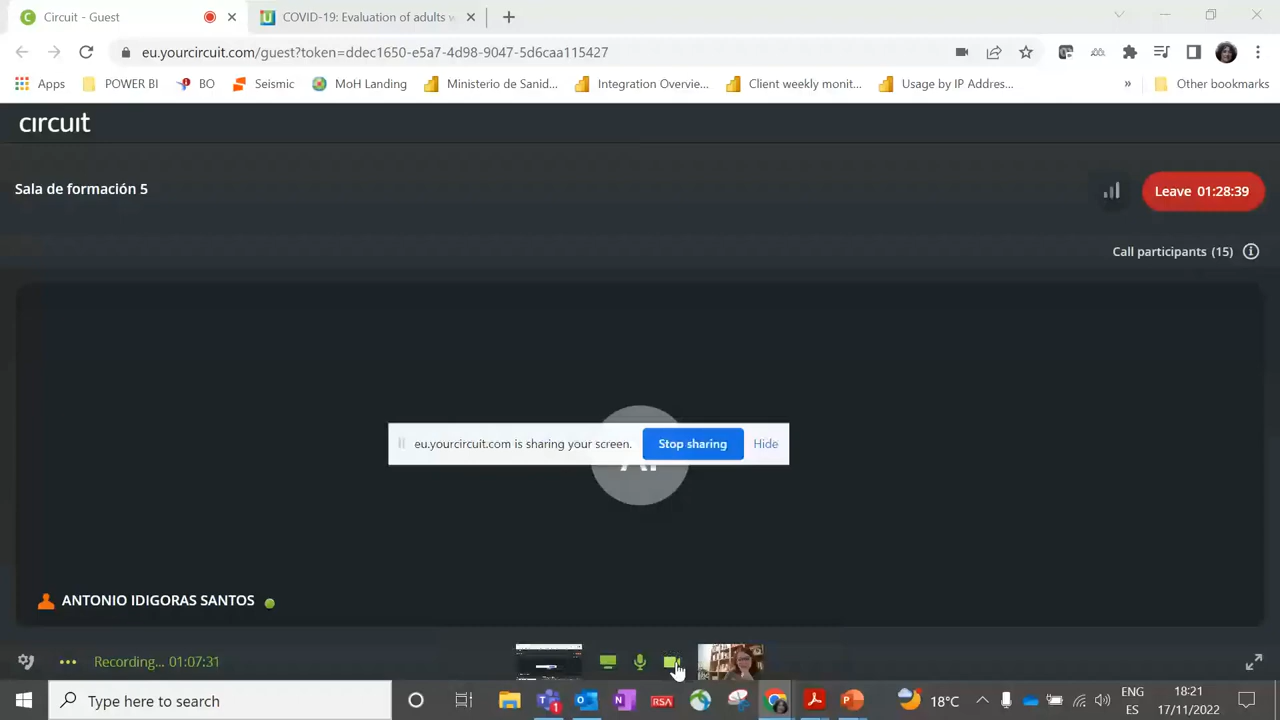 Circuit - Guest
COVID-19: Evaluation of adults w
eu.yourcircuit.com/guest?token=ddec1650-e5a7-4d98-9047-5d6caa115427
Apps
POWER BI
BO
Seismic
MoH Landing
Ministerio de Sanid...
Integration Overvie...
Client weekly monit...
Usage by IP Addres...
»
Other bookmarks
circuit
Sala de formación 5
Leave 01:28:39
Call participants (15)
eu.yourcircuit.com is sharing your screen.
Stop sharing
Hide
ANTONIO IDIGORAS SANTOS
Recording... 01:07:31
Type here to search
RSA
18°C
ENG
ES
18:21
17/11/2022